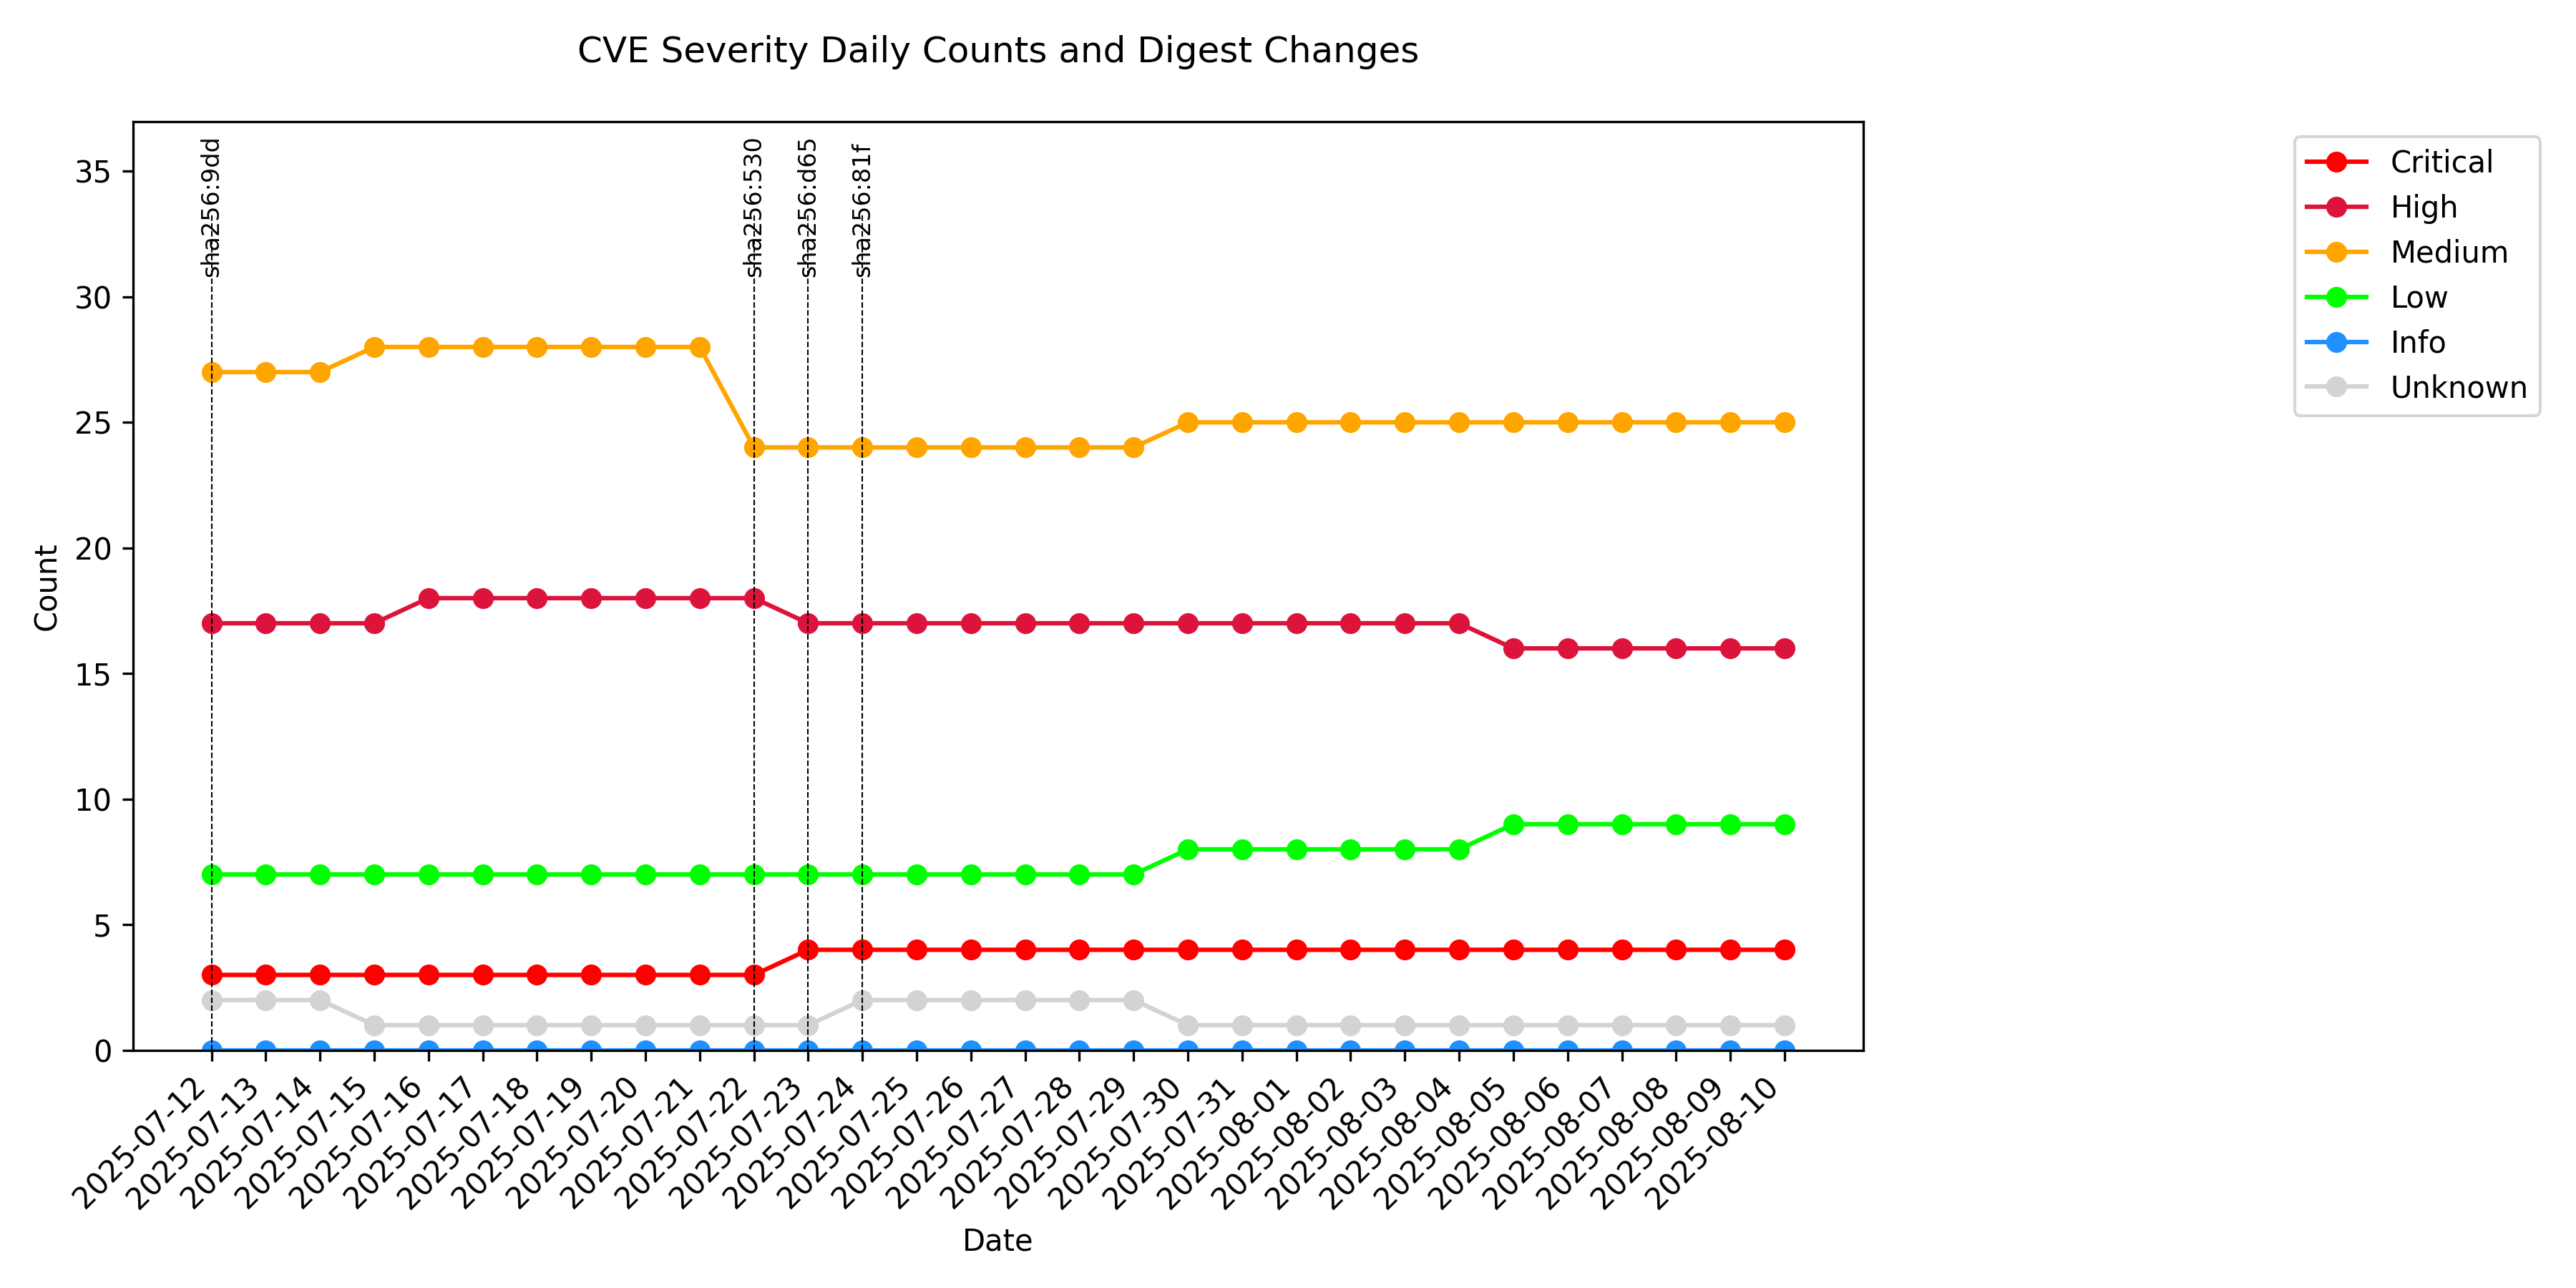 CVE Severity Daily Counts and Digest Changes
sha256:9dd
sha256:530
sha256:d65
sha256:81f
Critical
High
Medium
Low
Info
Unknown
Count
35
30
25
20
15
10
5
0
2025-07-12
2025-07-13
2025-07-14
2025-07-15
2025-07-16
2025-07-17
2025-07-18
2025-07-19
2025-07-20
2025-07-21
2025-07-22
2025-07-23
2025-07-24
2025-07-25
2025-07-26
2025-07-27
2025-07-28
2025-07-29
2025-07-30
2025-07-31
2025-08-01
2025-08-02
2025-08-03
2025-08-04
2025-08-05
2025-08-06
2025-08-07
2025-08-08
2025-08-09
2025-08-10
Date